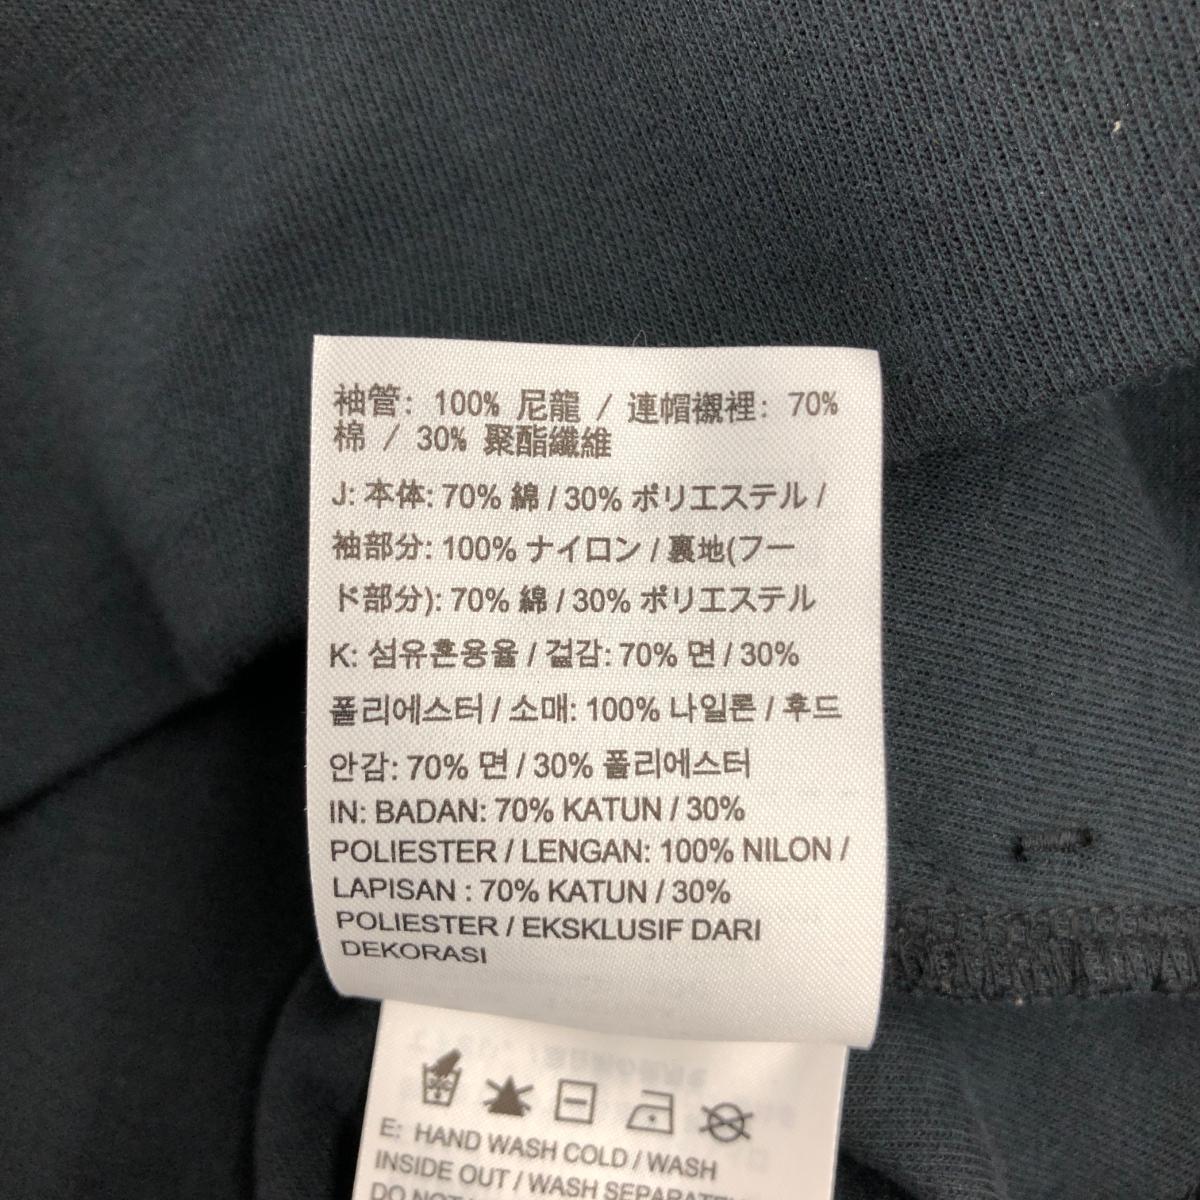 袖管: 100% 尼龍 / 連帽襯裡: 70%
棉 / 30% 聚酯纖維
J: 本体: 70% 綿 / 30% ポリエステル /
袖部分: 100% ナイロン / 裏地(フー
ド部分): 70% 綿 / 30% ポリエステル
K: 섬유혼용율 / 겉감: 70% 면 / 30%
폴리에스터 / 소매: 100% 나일론 / 후드
안감: 70% 면 / 30% 폴리에스터
IN: BADAN: 70% KATUN / 30%
POLIESTER / LENGAN: 100% NILON /
LAPISAN : 70% KATUN / 30%
POLIESTER / EKSKLUSIF DARI
DEKORASI
E: HAND WASH COLD / WASH
INSIDE OUT / WASH SEPARATE
DO NOT